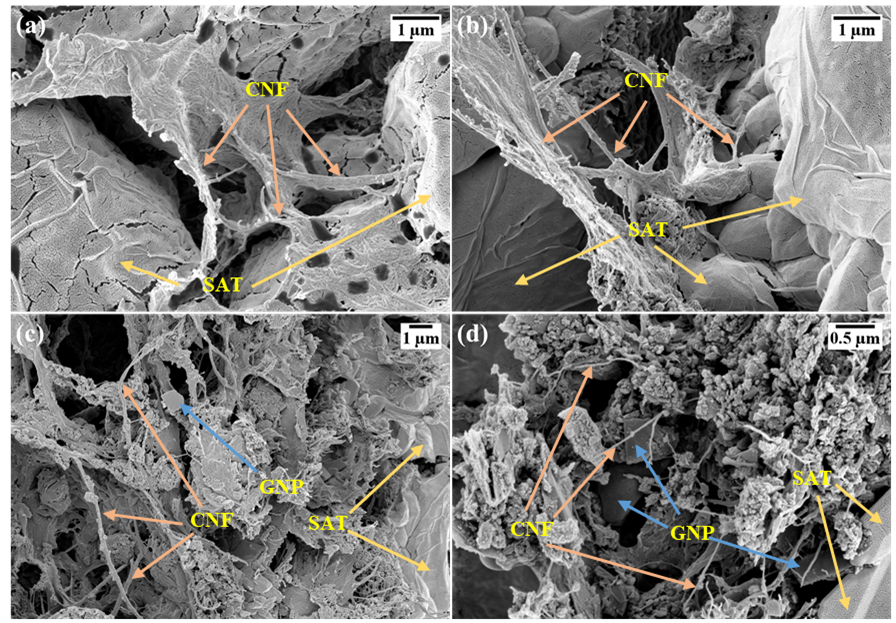 (a)
1 µm
CNF
SAT
(b)
1 µm
CNF
SAT
(c)
1 µm
GNP
CNF
SAT
(d)
0.5 µm
SAT
CNF
GNP